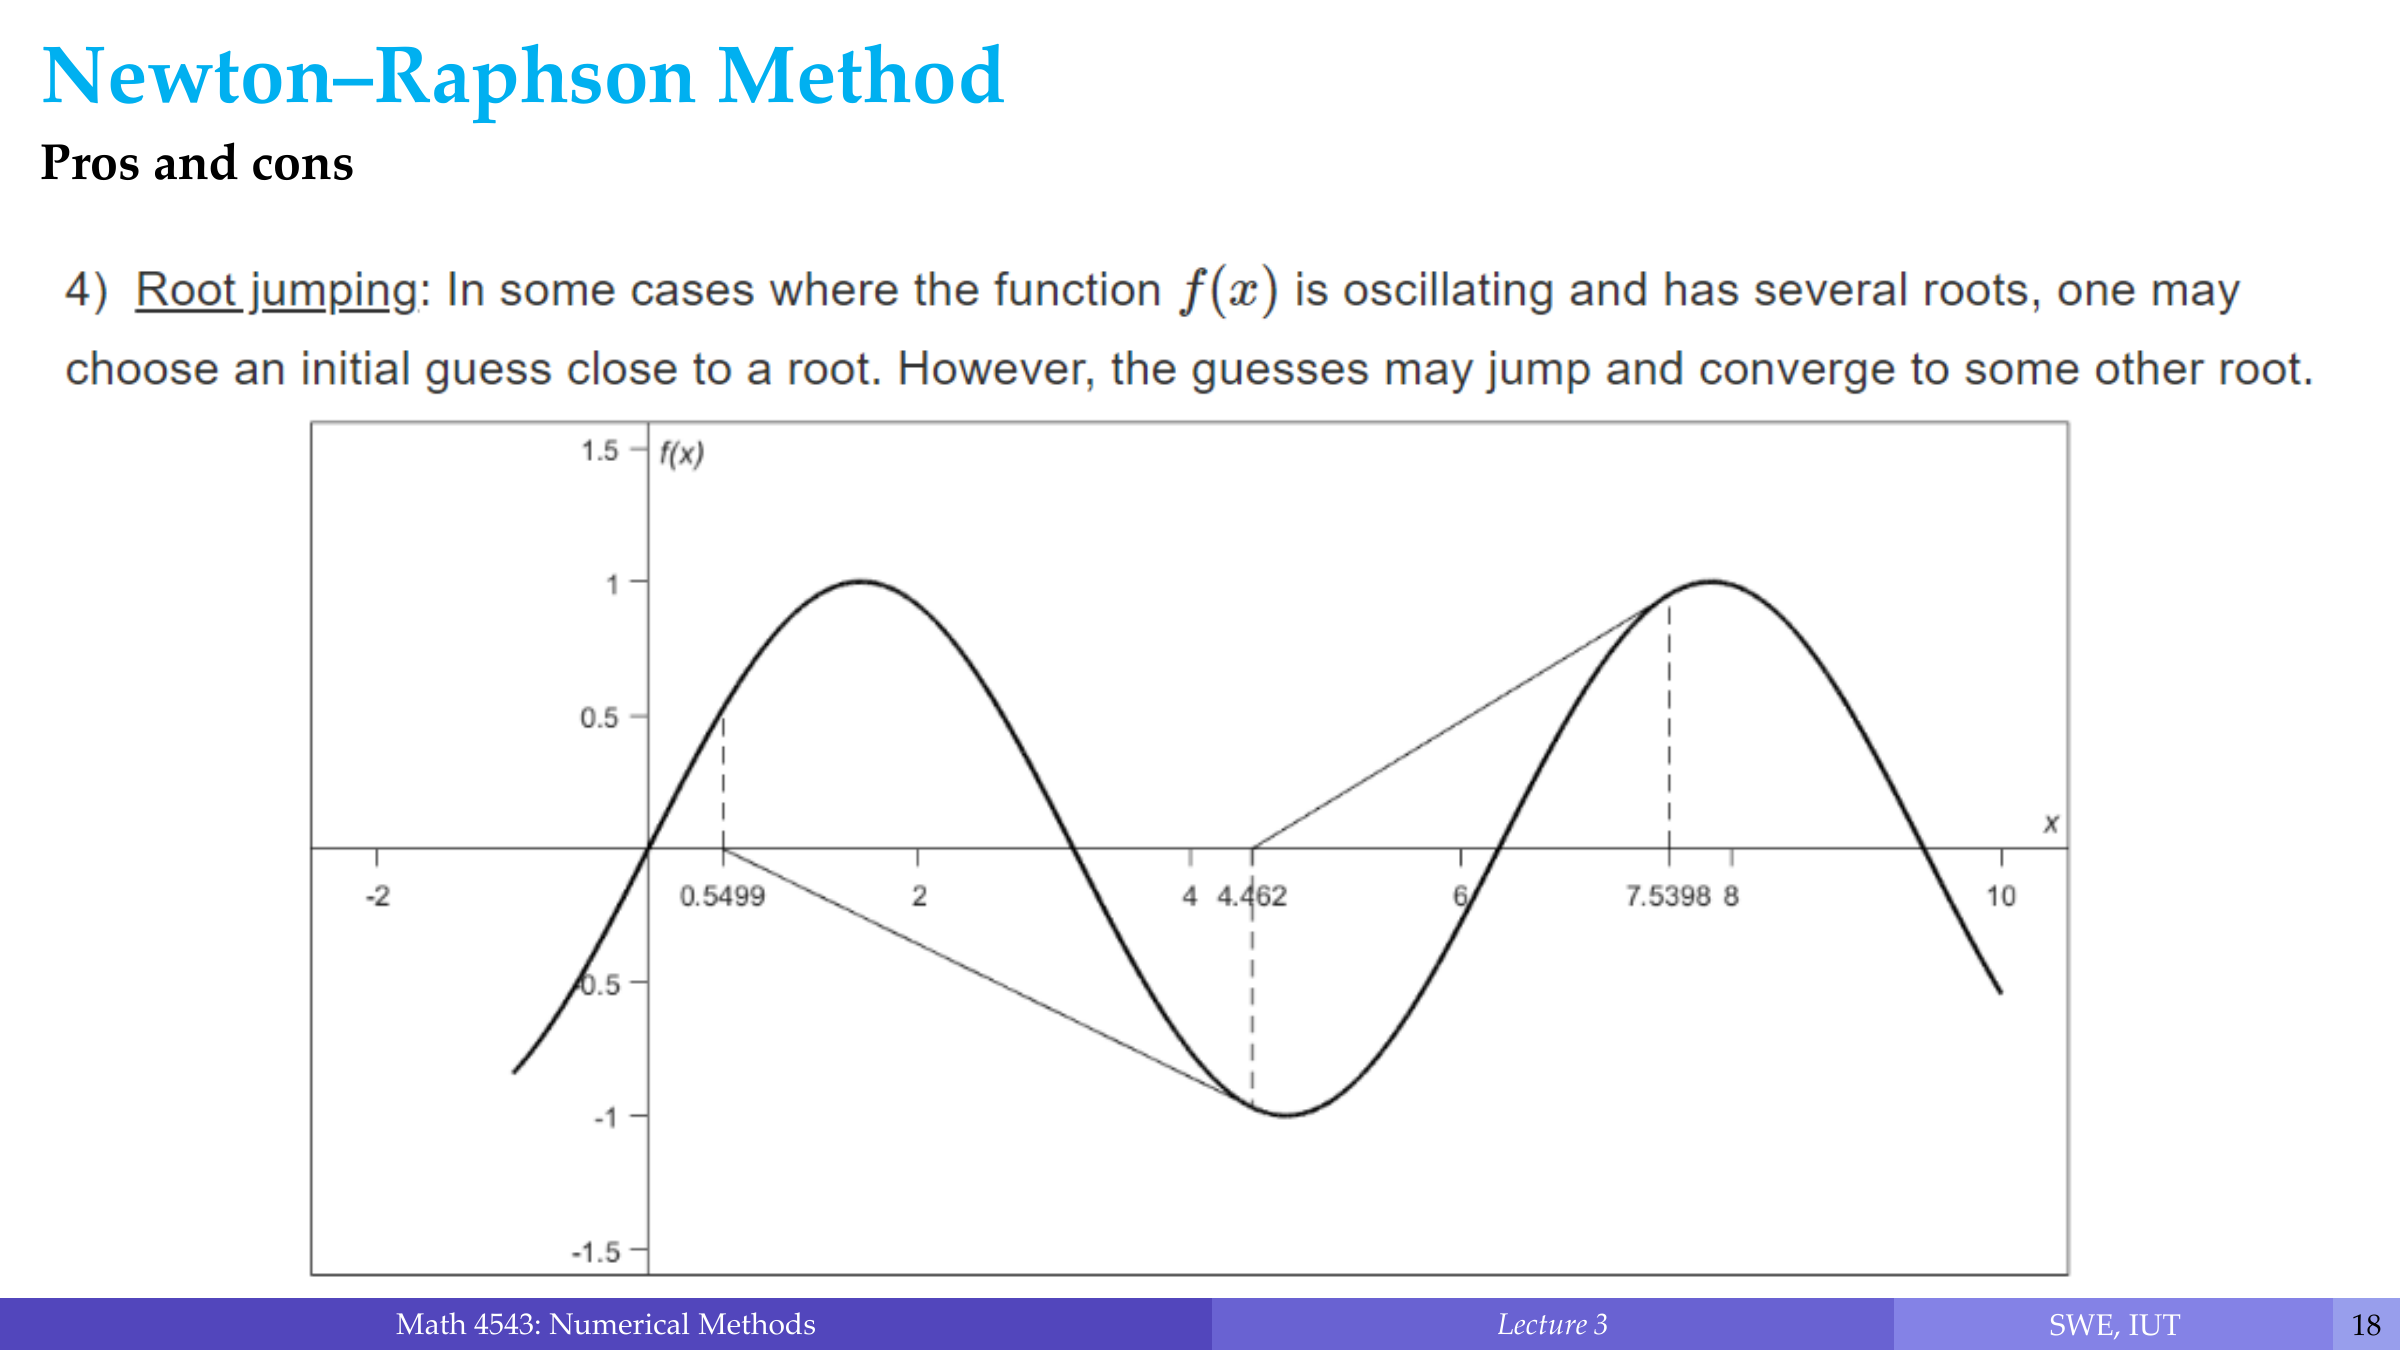 Newton–Raphson Method
Pros and cons
4) Root jumping: In some cases where the function f(x) is oscillating and has several roots, one may
choose an initial guess close to a root. However, the guesses may jump and converge to some other root.
1.5
f(x)
1
0.5
x
-2
0.5499
2
4
4.462
6
7.5398
8
10
-0.5
-1
-1.5
Math 4543: Numerical Methods
Lecture 3
SWE, IUT
18